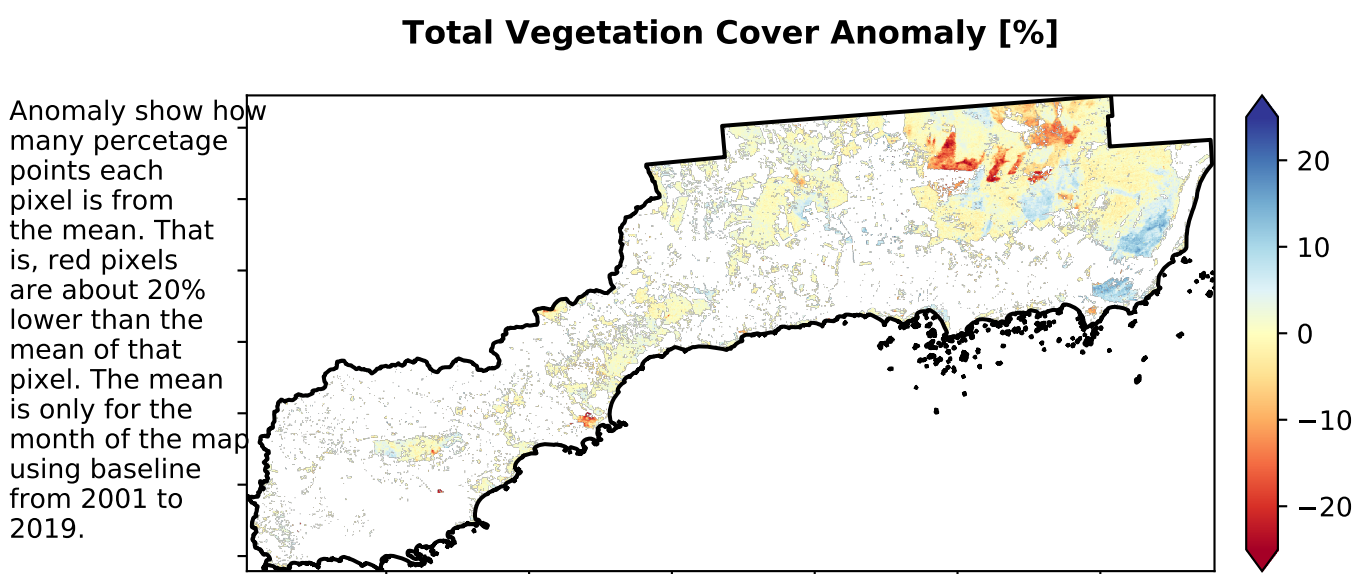 Total Vegetation Cover Anomaly [%]
Anomaly show how
many percetage
points each
pixel is from
the mean. That
is, red pixels
are about 20%
lower than the
mean of that
pixel. The mean
is only for the
month of the map
using baseline
from 2001 to
2019.
20
10
0
−10
−20